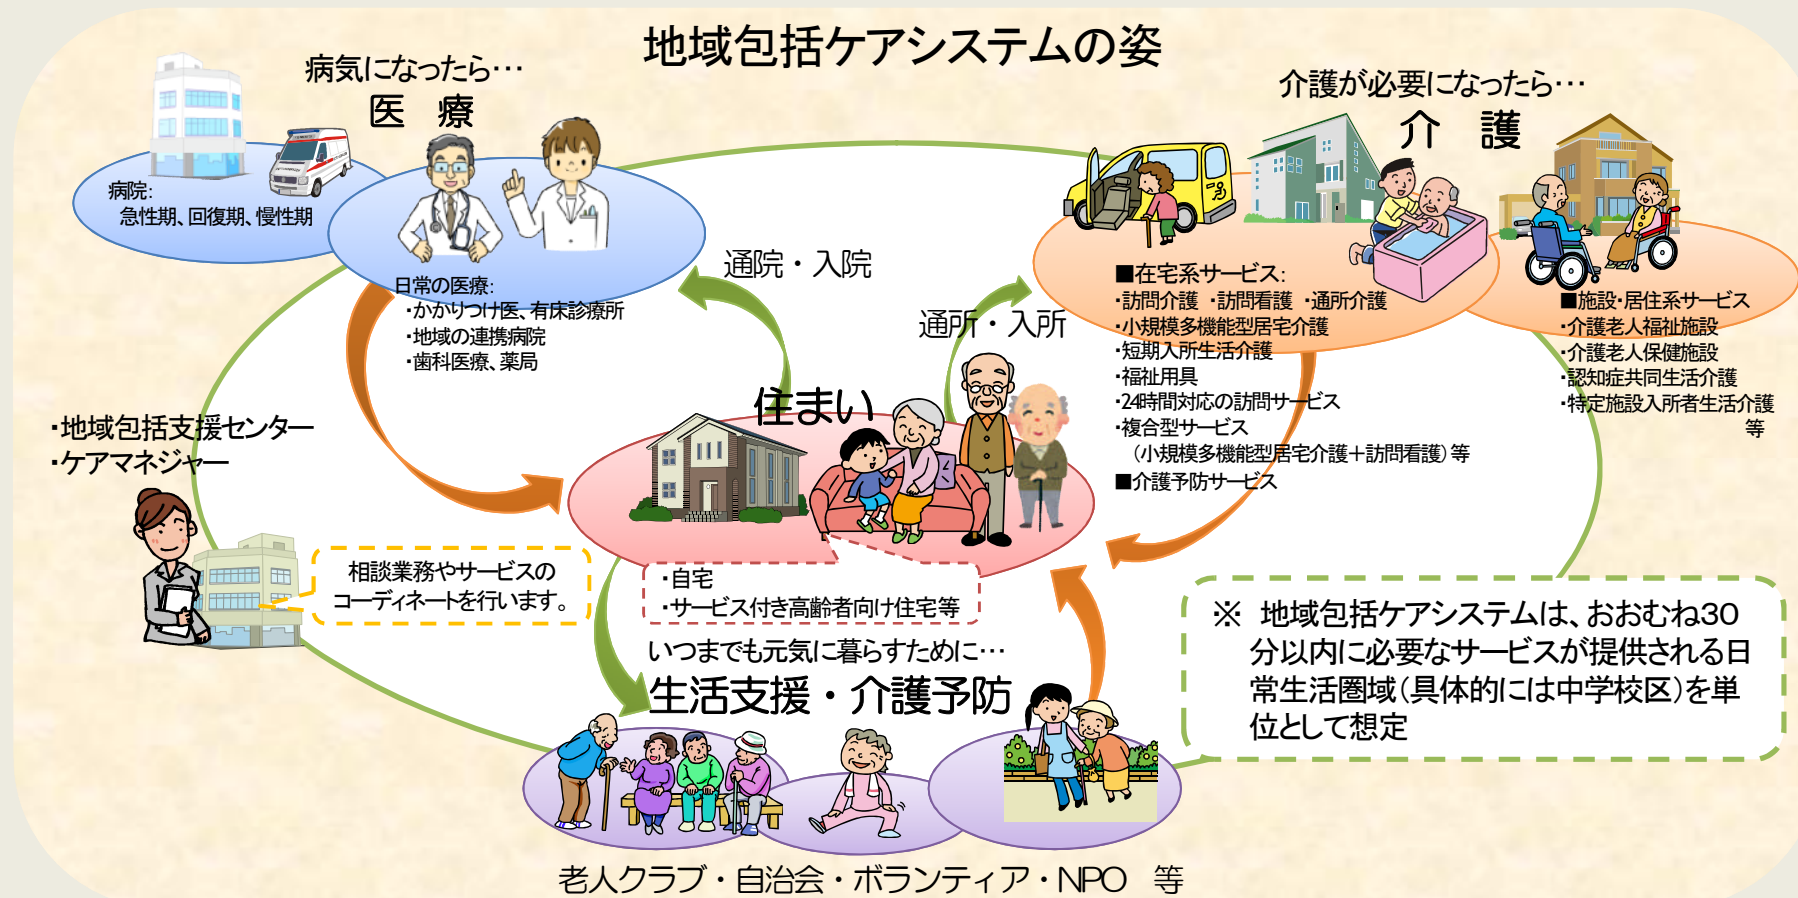 地域包括ケアシステムの姿
病気になったら…
医 療
病院:
急性期、回復期、慢性期
日常の医療:
・かかりつけ医、有床診療所
・地域の連携病院
・歯科医療、薬局
通院・入院
通所・入所
介護が必要になったら…
介 護
■在宅系サービス:
・訪問介護 ・訪問看護 ・通所介護
・小規模多機能型居宅介護
・短期入所生活介護
・福祉用具
・24時間対応の訪問サービス
・複合型サービス
(小規模多機能型居宅介護+訪問看護)等
■介護予防サービス
■施設・居住系サービス
・介護老人福祉施設
・介護老人保健施設
・認知症共同生活介護
・特定施設入所者生活介護
等
住まい
・自宅
・サービス付き高齢者向け住宅等
・地域包括支援センター
・ケアマネジャー
相談業務やサービスの
コーディネートを行います。
いつまでも元気に暮らすために…
生活支援・介護予防
老人クラブ・自治会・ボランティア・NPO 等
※ 地域包括ケアシステムは、おおむね30
分以内に必要なサービスが提供される日
常生活圏域(具体的には中学校区)を単
位として想定